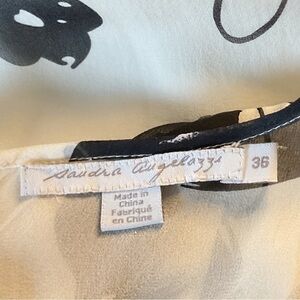 sandra angelozzi
36
Made in
China
Fabriqué
en Chine